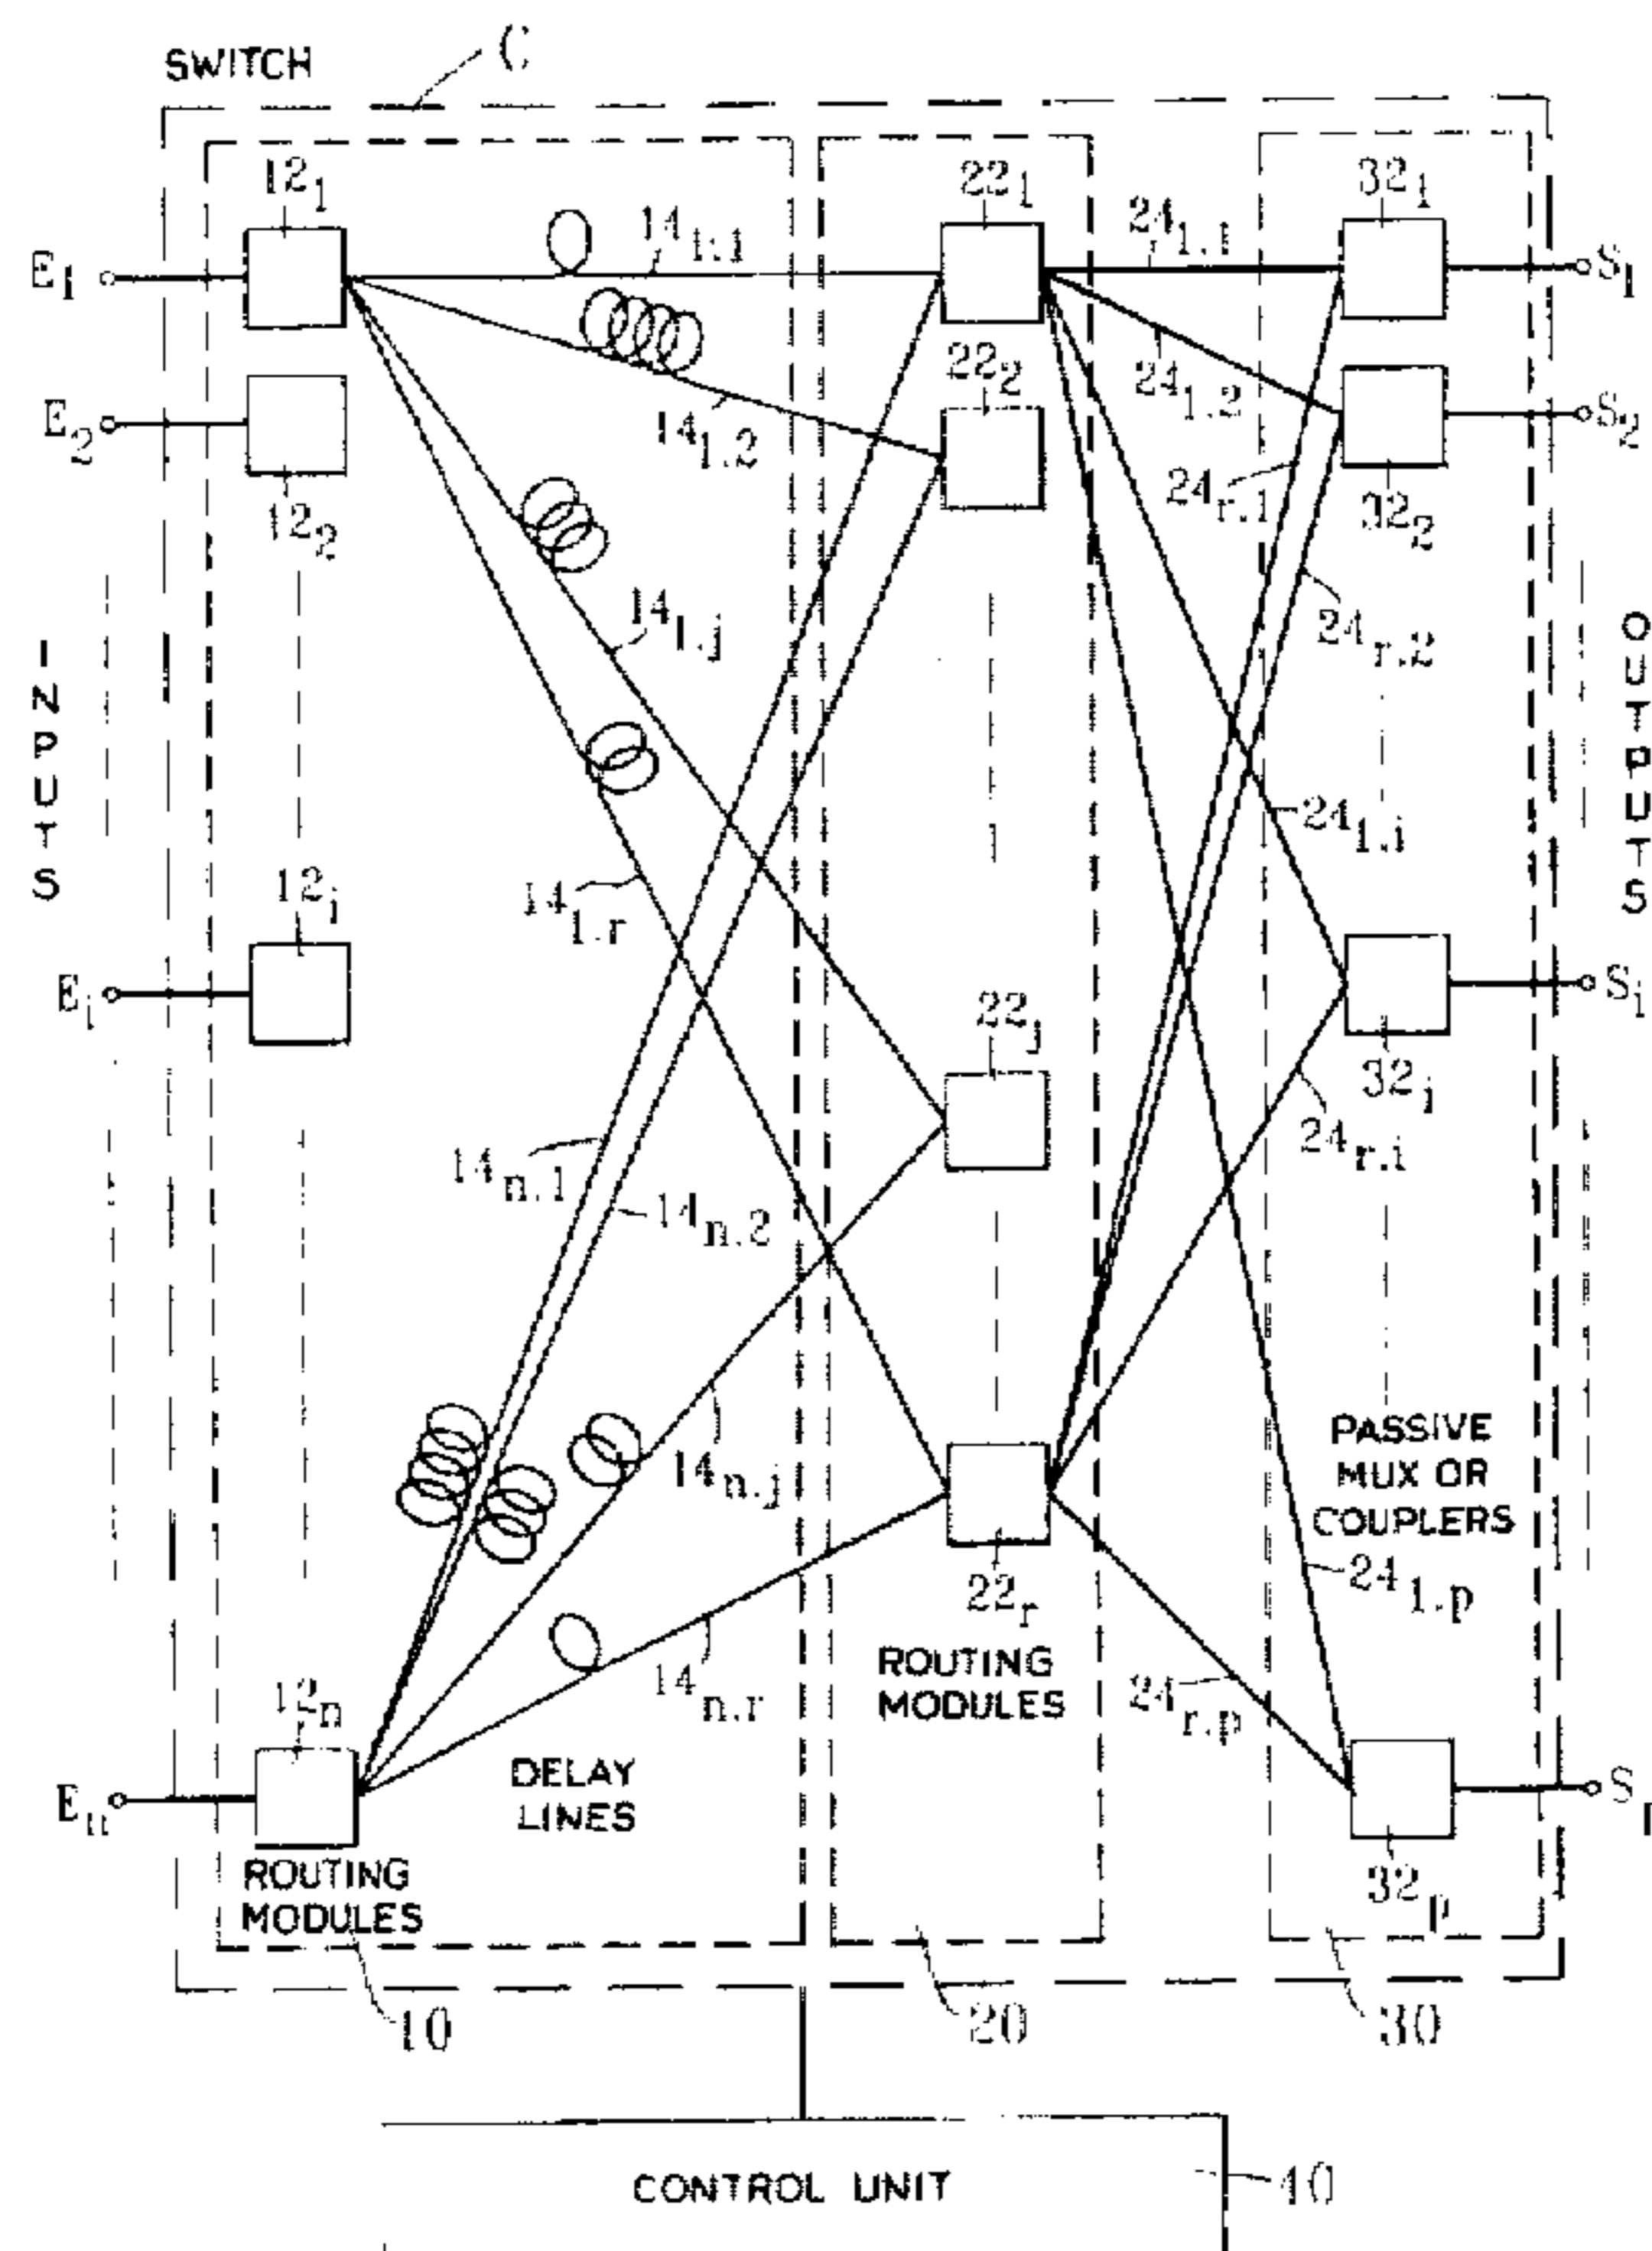 SWITCH C
12₁ 22₁ 32₁
E₁ 14₁.₁ 24₁.₁ S₁
14₁.₂ 22₂ 24₁.₂
E₂ 12₂ 24r.₁ 32₂ S₂
14₁.j 24r.₂
INPUTS OUTPUTS
12i 14₁.r 24₁.i
Ei 22j Si
32i
14n.₁ 14n.₂ 24r.i
14n.j PASSIVE
MUX OR
COUPLERS
22r 24₁.p
14n.r ROUTING
MODULES 24r.p
12n DELAY
LINES
En 32p
ROUTING
MODULES
10 20 30
CONTROL UNIT 40